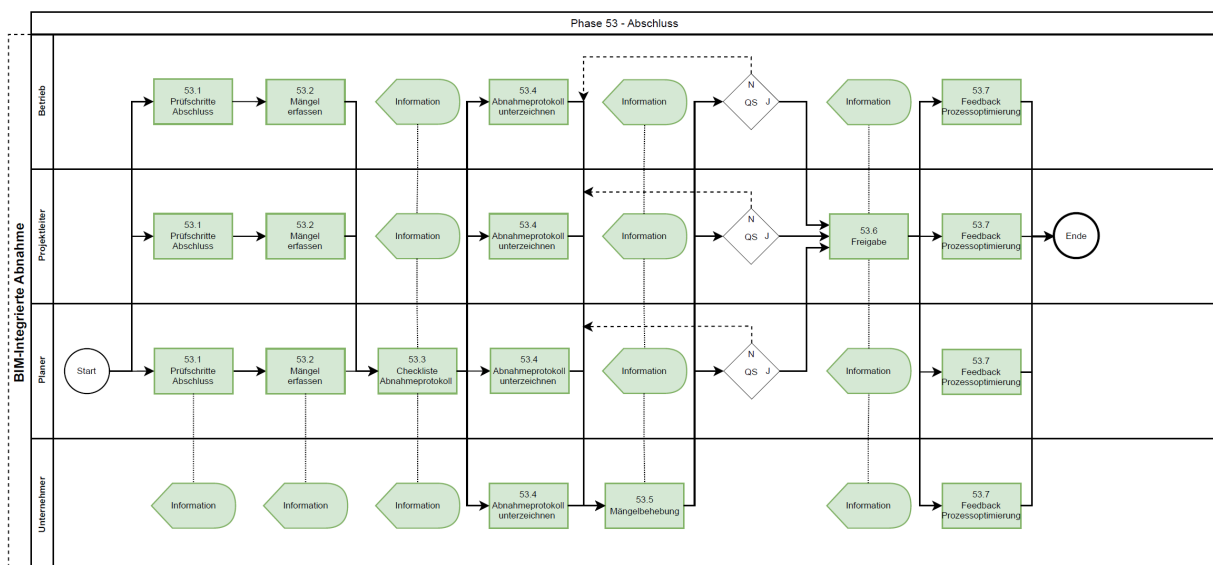 Phase 53 - Abschluss
BIM-Integrierte Abnahme
Betrieb
53.1
Prüfschritte
Abschluss
53.2
Mängel
erfassen
Information
53.4
Abnahmeprotokoll
unterzeichnen
Information
N
QS
J
Information
53.7
Feedback
Prozessoptimierung
Projektleiter
53.1
Prüfschritte
Abschluss
53.2
Mängel
erfassen
Information
53.4
Abnahmeprotokoll
unterzeichnen
Information
N
QS
J
53.6
Freigabe
53.7
Feedback
Prozessoptimierung
Ende
Planer
Start
53.1
Prüfschritte
Abschluss
53.2
Mängel
erfassen
53.3
Checkliste
Abnahmeprotokoll
53.4
Abnahmeprotokoll
unterzeichnen
Information
N
QS
J
Information
53.7
Feedback
Prozessoptimierung
Unternehmer
Information
Information
Information
53.4
Abnahmeprotokoll
unterzeichnen
53.5
Mängelbehebung
Information
53.7
Feedback
Prozessoptimierung